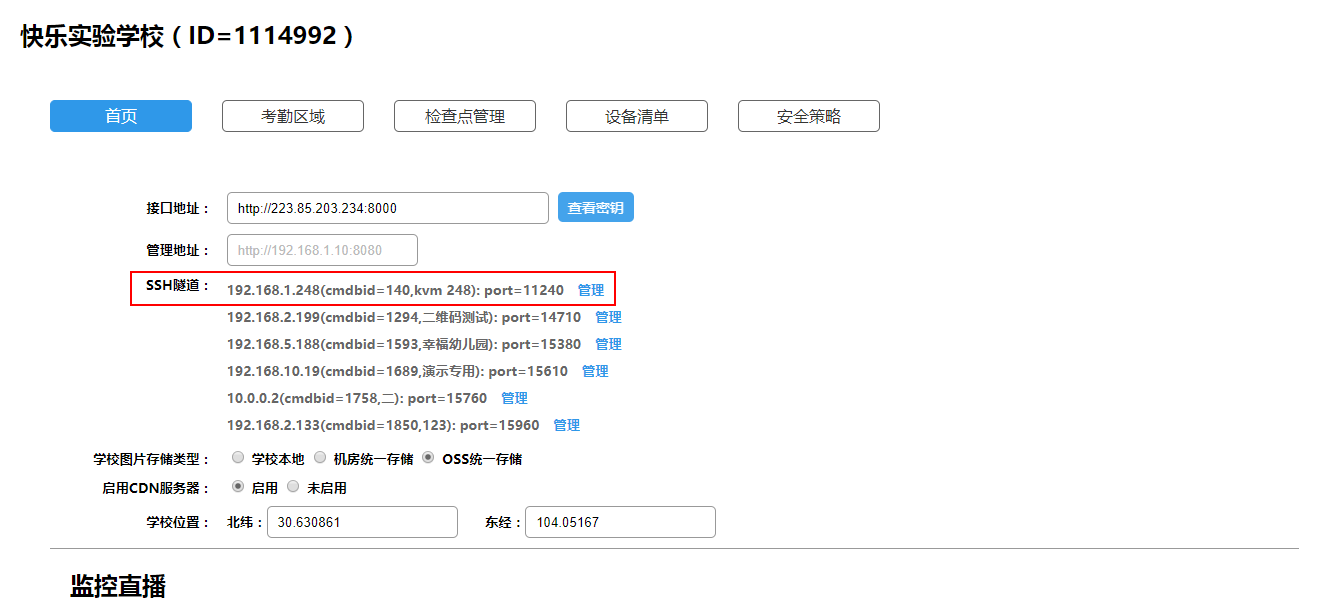 快乐实验学校（ID=1114992）
首页 考勤区域 检查点管理 设备清单 安全策略
接口地址： http://223.85.203.234:8000 查看密钥
管理地址： http://192.168.1.10:8080
SSH隧道： 192.168.1.248(cmdbid=140,kvm 248): port=11240 管理
192.168.2.199(cmdbid=1294,二维码测试): port=14710 管理
192.168.5.188(cmdbid=1593,幸福幼儿园): port=15380 管理
192.168.10.19(cmdbid=1689,演示专用): port=15610 管理
10.0.0.2(cmdbid=1758,二): port=15760 管理
192.168.2.133(cmdbid=1850,123): port=15960 管理
学校图片存储类型： 学校本地 机房统一存储 OSS统一存储
启用CDN服务器： 启用 未启用
学校位置： 北纬： 30.630861 东经： 104.05167
监控直播